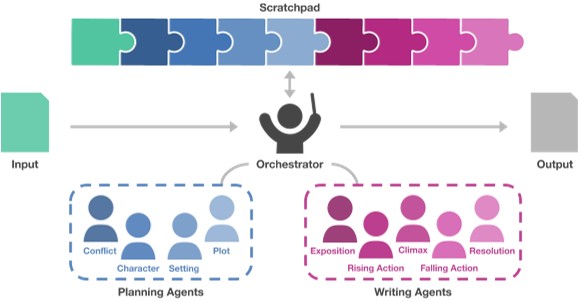 Scratchpad
Input
Orchestrator
Output
Conflict
Character
Setting
Plot
Exposition
Rising Action
Climax
Falling Action
Resolution
Planning Agents
Writing Agents